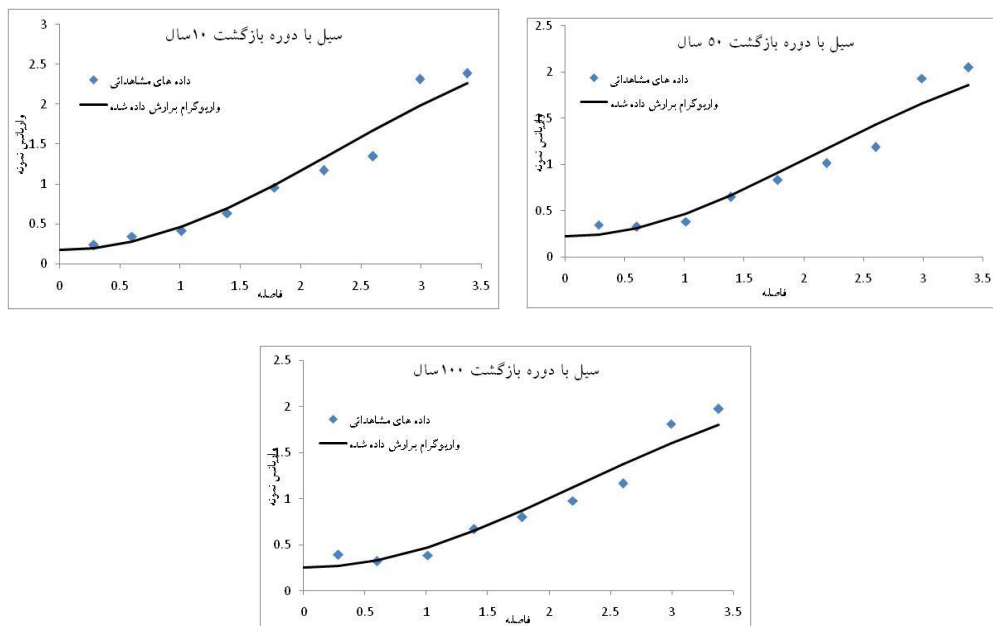 سیل با دوره بازگشت ۱۰سال
داده های مشاهداتی
واریوگرام برارش داده شده
واریانس نمونه
3
2.5
2
1.5
1
0.5
0
0 0.5 1 1.5 2 2.5 3 3.5
فاصله
سیل با دوره بازگشت ۵۰ سال
داده های مشاهداتی
واریوگرام برارش داده شده
واریانس نمونه
2.5
2
1.5
1
0.5
0
0 0.5 1 1.5 2 2.5 3 3.5
فاصله
سیل با دوره بازگشت ۱۰۰سال
داده های مشاهداتی
واریوگرام برارش داده شده
واریانس نمونه
2.5
2
1.5
1
0.5
0
0 0.5 1 1.5 2 2.5 3 3.5
فاصله